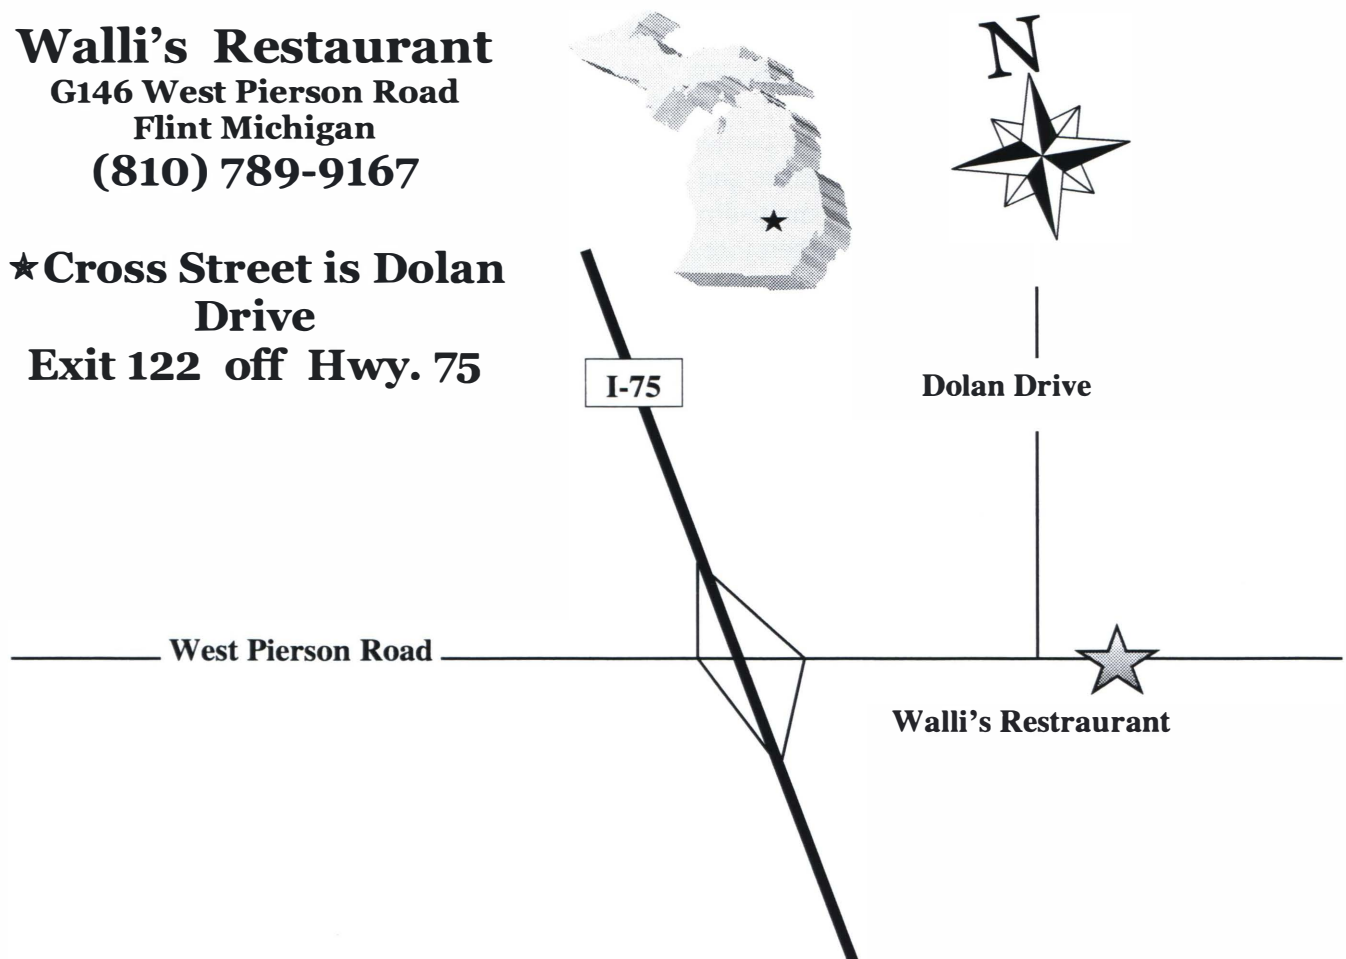 Walli's Restaurant
G146 West Pierson Road
Flint Michigan
(810) 789-9167
★Cross Street is Dolan
Drive
Exit 122 off Hwy. 75
N
I-75
Dolan Drive
West Pierson Road
Walli's Restraurant